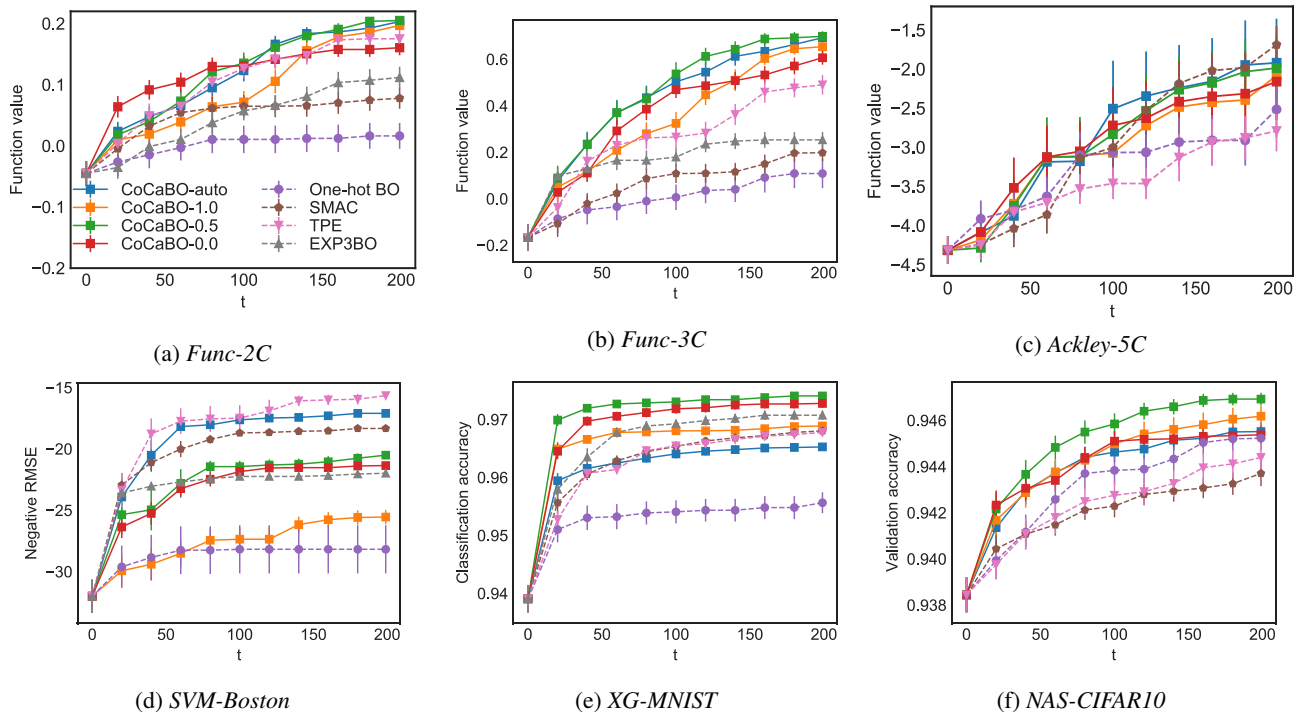 0.2
0.1
0.0
−0.1
0.2
Function value
0 50 100 150 200
t
CoCaBO-auto
CoCaBO-1.0
CoCaBO-0.5
CoCaBO-0.0
One-hot BO
SMAC
TPE
EXP3BO
(a) Func-2C
0.6
0.4
0.2
0.0
−0.2
Function value
0 50 100 150 200
t
(b) Func-3C
−1.5
−2.0
−2.5
−3.0
−3.5
−4.0
−4.5
Function value
0 50 100 150 200
t
(c) Ackley-5C
−15
−20
−25
−30
Negative RMSE
0 50 100 150 200
t
(d) SVM-Boston
0.97
0.96
0.95
0.94
Classification accuracy
0 50 100 150 200
t
(e) XG-MNIST
0.946
0.944
0.942
0.940
0.938
Validation accuracy
0 50 100 150 200
t
(f) NAS-CIFAR10